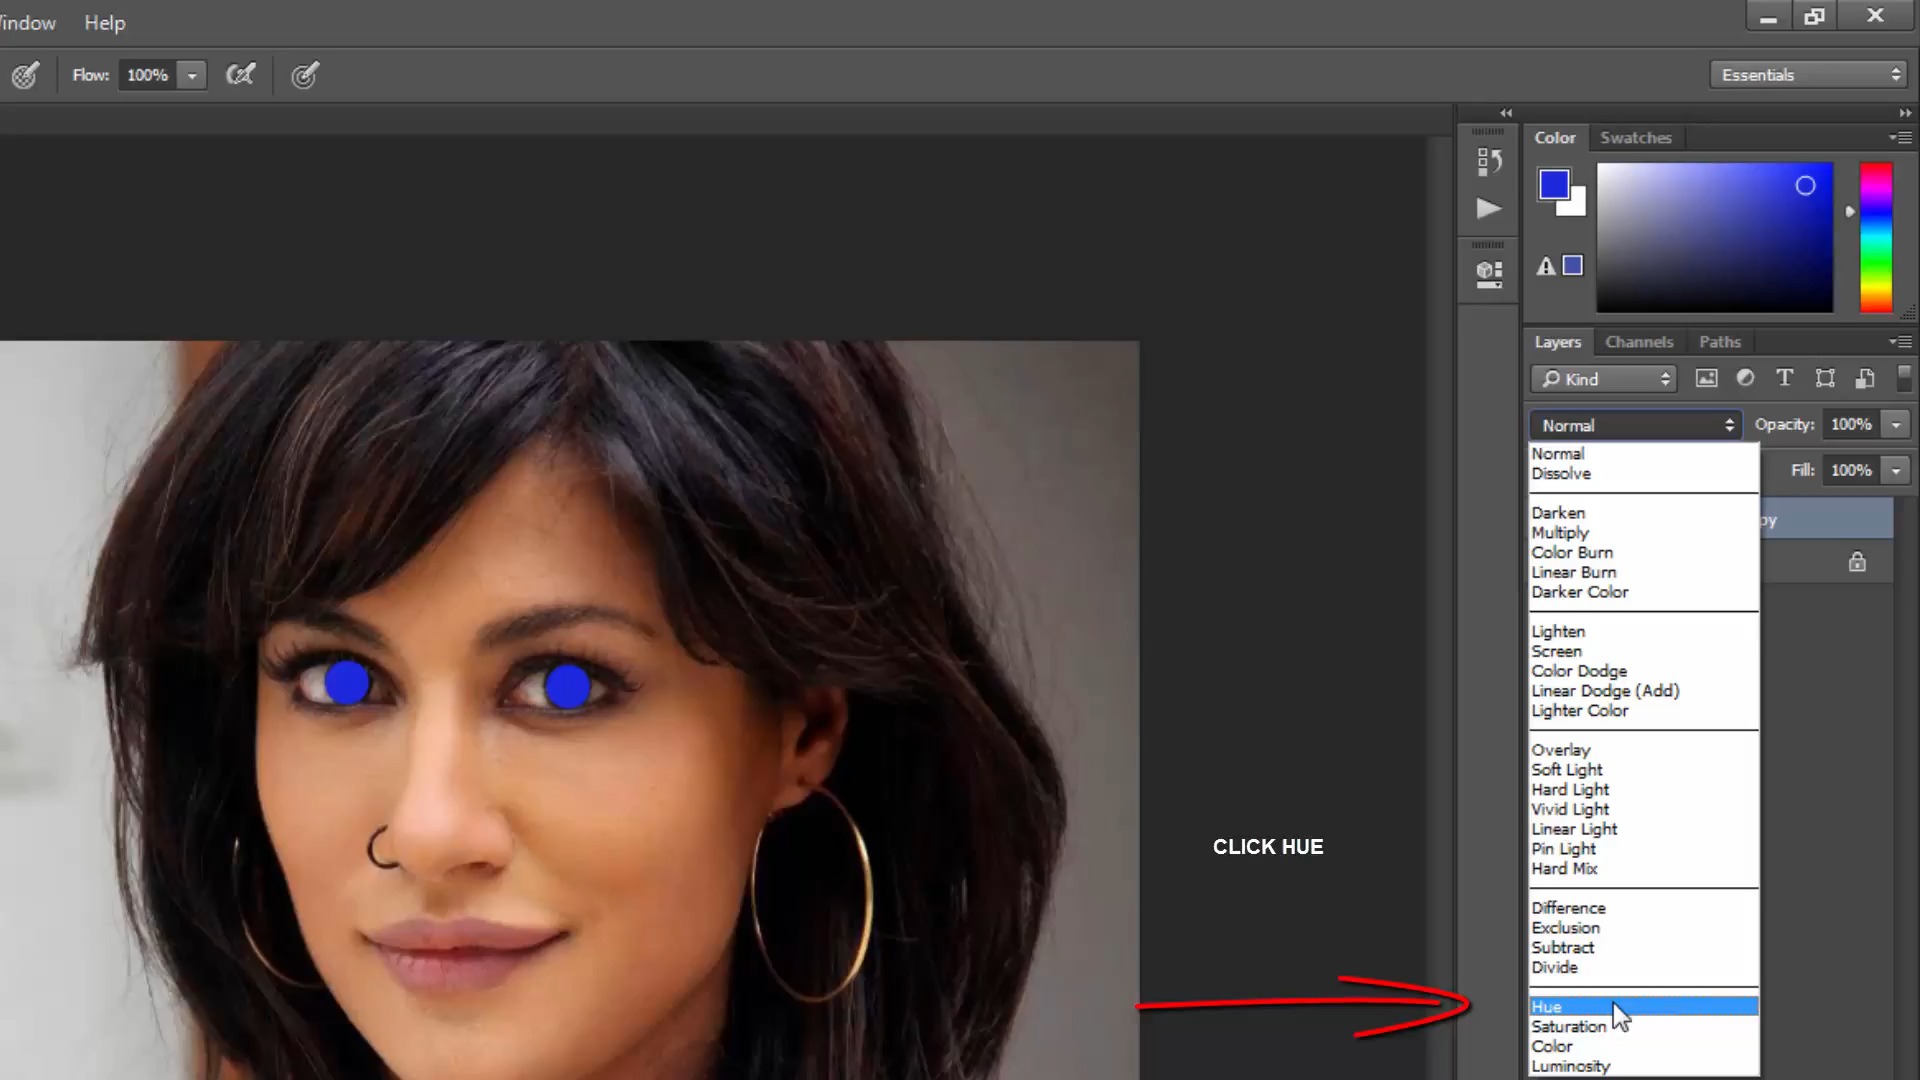 Window Help
Flow: 100%
Essentials
Color Swatches
Layers Channels Paths
Kind
Normal Opacity: 100%
Normal
Dissolve
Fill: 100%
Darken
Multiply
Color Burn
Linear Burn
Darker Color
Lighten
Screen
Color Dodge
Linear Dodge (Add)
Lighter Color
Overlay
Soft Light
Hard Light
Vivid Light
Linear Light
Pin Light
Hard Mix
CLICK HUE
Difference
Exclusion
Subtract
Divide
Hue
Saturation
Color
Luminosity